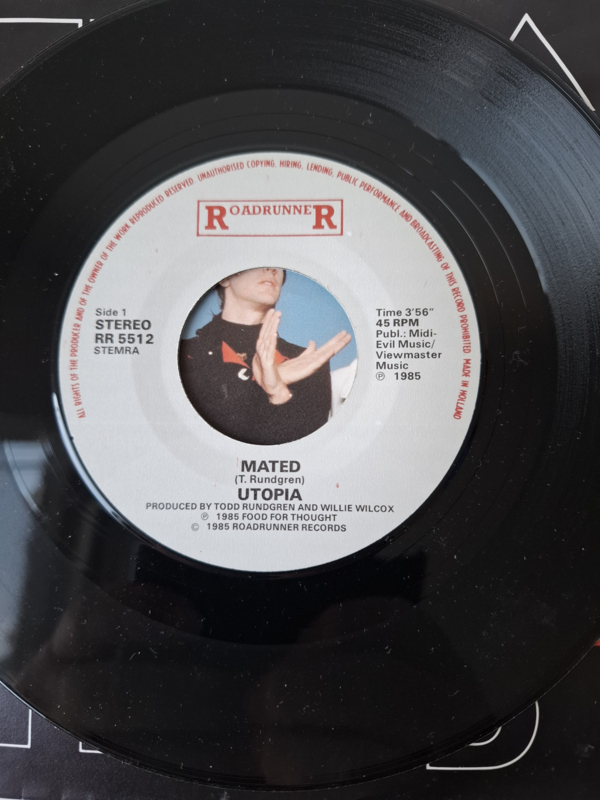 ALL RIGHTS OF THE PRODUCER AND OF THE OWNER OF THE WORK REPRODUCED RESERVED. UNAUTHORISED COPYING, HIRING, LENDING, PUBLIC PERFORMANCE AND BROADCASTING OF THIS RECORD PROHIBITED. MADE IN HOLLAND
ROADRUNNER
Side 1
STEREO
RR 5512
STEMRA
Time 3'56"
45 RPM
Publ.: Midi-
Evil Music/
Viewmaster
Music
℗ 1985
MATED
(T. Rundgren)
UTOPIA
PRODUCED BY TODD RUNDGREN AND WILLIE WILCOX
℗ 1985 FOOD FOR THOUGHT
© 1985 ROADRUNNER RECORDS